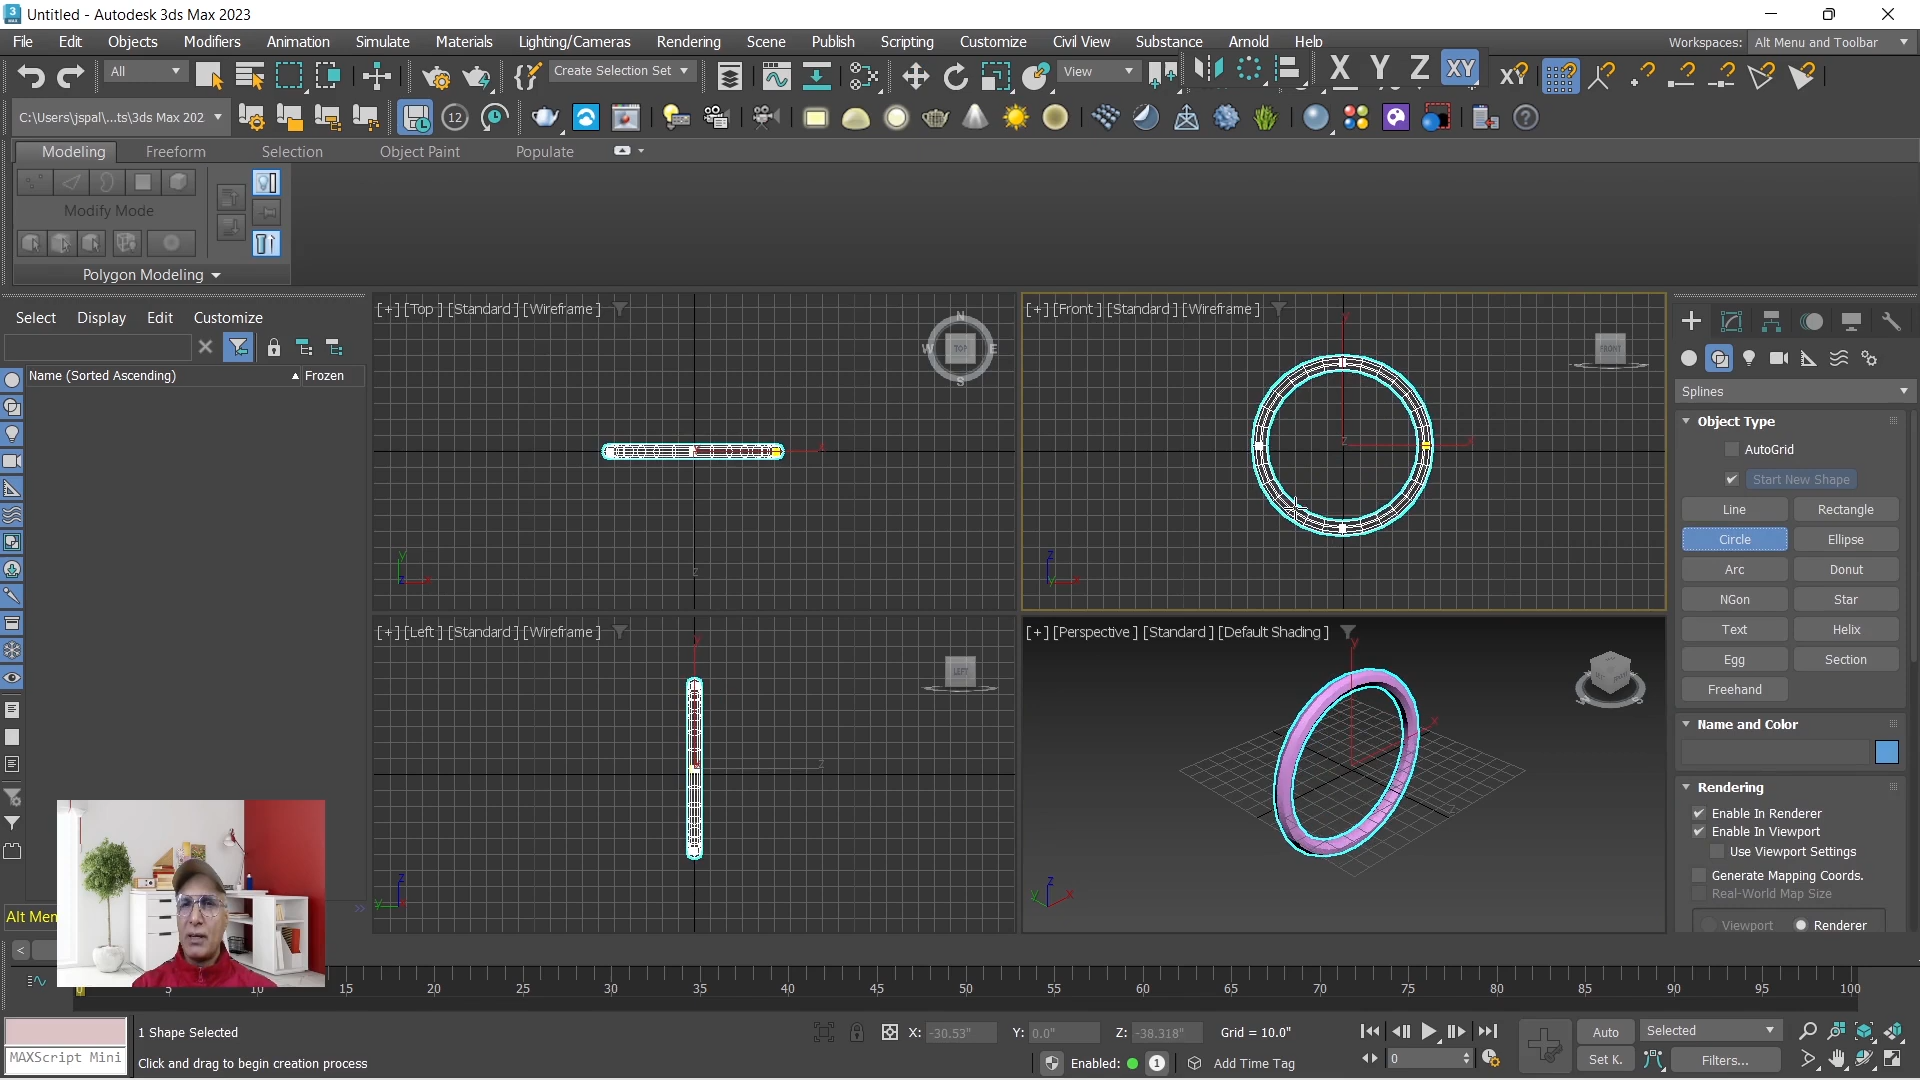 Untitled - Autodesk 3ds Max 2023
File Edit Objects Modifiers Animation Simulate Materials Lighting/Cameras Rendering Scene Publish Scripting Customize Civil View Substance Arnold Help
Workspaces: Alt Menu and Toolbar
All Create Selection Set View X Y Z XY
C:\Users\jspal\...ts\3ds Max 202 12
Modeling Freeform Selection Object Paint Populate
Modify Mode
Polygon Modeling
Select Display Edit Customize
Name (Sorted Ascending) Frozen
[+] [Top ] [Standard ] [Wireframe ]
N W TOP E S
[+] [Front ] [Standard ] [Wireframe ]
FRONT
[+] [Left ] [Standard ] [Wireframe ]
LEFT
[+] [Perspective ] [Standard ] [Default Shading ]
Splines
Object Type
AutoGrid
Start New Shape
Line Rectangle
Circle Ellipse
Arc Donut
NGon Star
Text Helix
Egg Section
Freehand
Name and Color
Rendering
Enable In Renderer
Enable In Viewport
Use Viewport Settings
Generate Mapping Coords.
Real-World Map Size
Viewport Renderer
Alt Men
5 10 15 20 25 30 35 40 45 50 55 60 65 70 75 80 85 90 95 100
1 Shape Selected X: -30.53" Y: 0.0" Z: -38.318" Grid = 10.0" Auto Selected
MAXScript Mini Click and drag to begin creation process Enabled: 1 Add Time Tag 0 Set K. Filters...